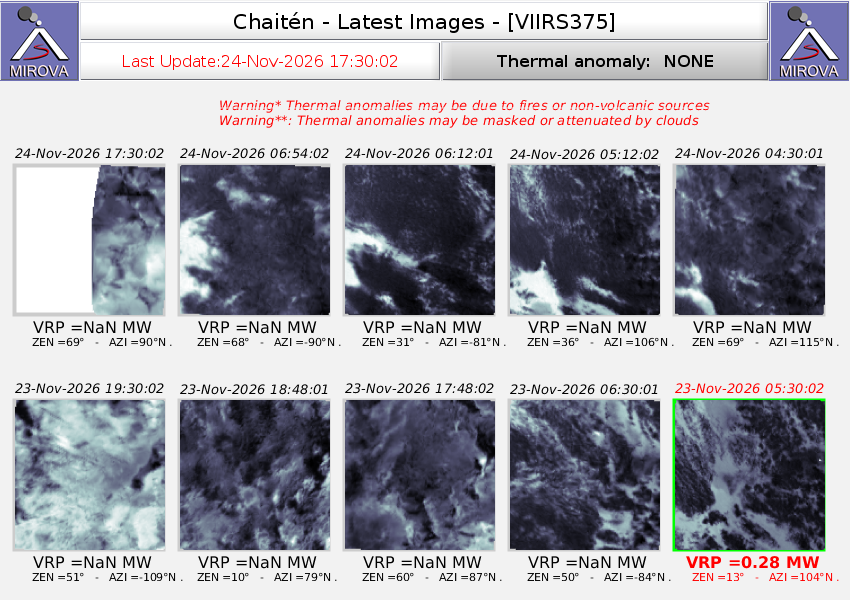 Chaitén - Latest Images - [VIIRS375]
MIROVA
Last Update:24-Nov-2026 17:30:02
Thermal anomaly: NONE
MIROVA
Warning* Thermal anomalies may be due to fires or non-volcanic sources
Warning**: Thermal anomalies may be masked or attenuated by clouds
24-Nov-2026 17:30:02 24-Nov-2026 06:54:02 24-Nov-2026 06:12:01 24-Nov-2026 05:12:02 24-Nov-2026 04:30:01
VRP =NaN MW VRP =NaN MW VRP =NaN MW VRP =NaN MW VRP =NaN MW
ZEN =69° - AZI =90°N . ZEN =68° - AZI =-90°N . ZEN =31° - AZI =-81°N . ZEN =36° - AZI =106°N . ZEN =69° - AZI =115°N .
23-Nov-2026 19:30:02 23-Nov-2026 18:48:01 23-Nov-2026 17:48:02 23-Nov-2026 06:30:01 23-Nov-2026 05:30:02
VRP =NaN MW VRP =NaN MW VRP =NaN MW VRP =NaN MW VRP =0.28 MW
ZEN =51° - AZI =-109°N . ZEN =10° - AZI =79°N . ZEN =60° - AZI =87°N . ZEN =50° - AZI =-84°N . ZEN =13° - AZI =104°N .